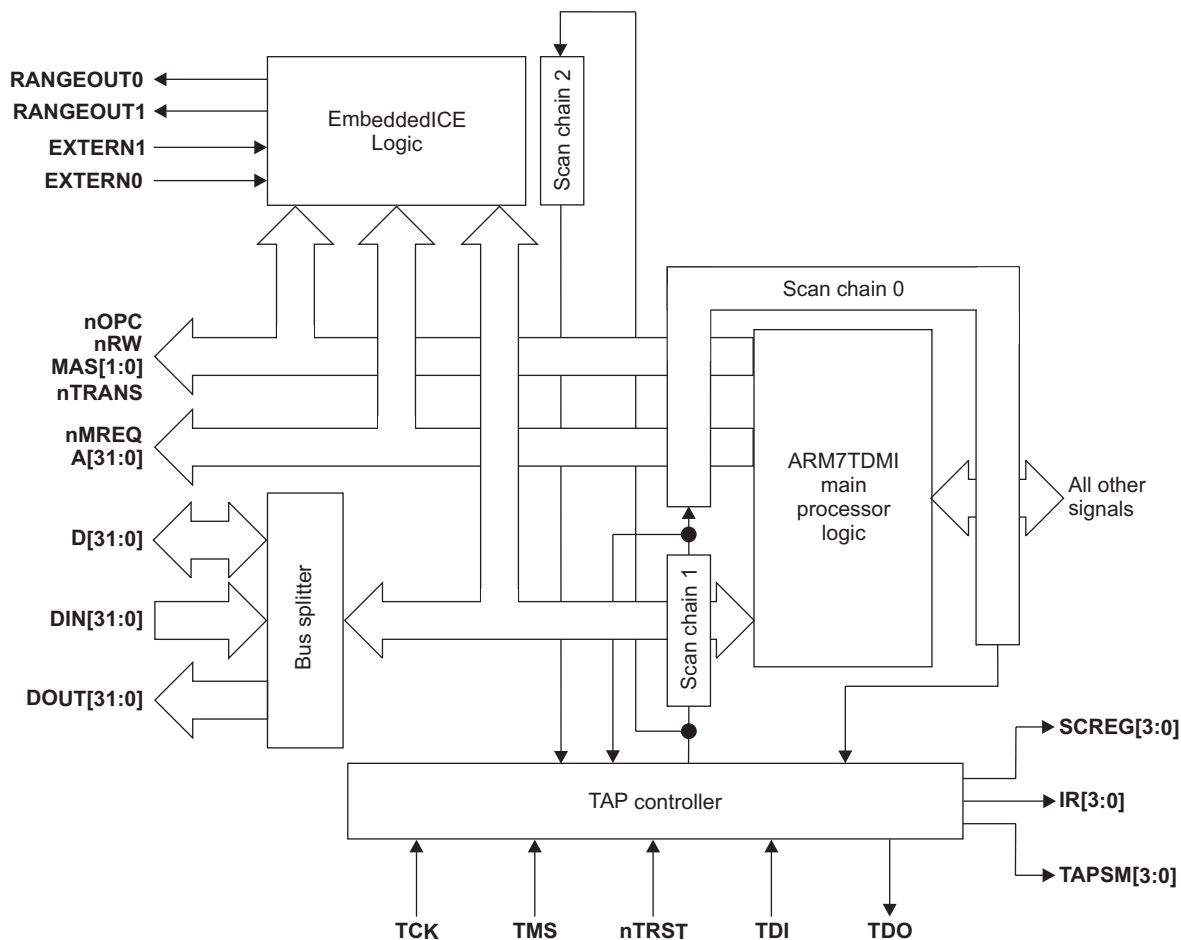 RANGEOUT0
RANGEOUT1
EXTERN1
EXTERN0
EmbeddedICE
Logic
Scan chain 2
Scan chain 0
nOPC
nRW
MAS[1:0]
nTRANS
nMREQ
A[31:0]
ARM7TDMI
main
processor
logic
All other
signals
D[31:0]
DIN[31:0]
DOUT[31:0]
Bus splitter
Scan chain 1
TAP controller
SCREG[3:0]
IR[3:0]
TAPSM[3:0]
TCK
TMS
nTRST
TDI
TDO